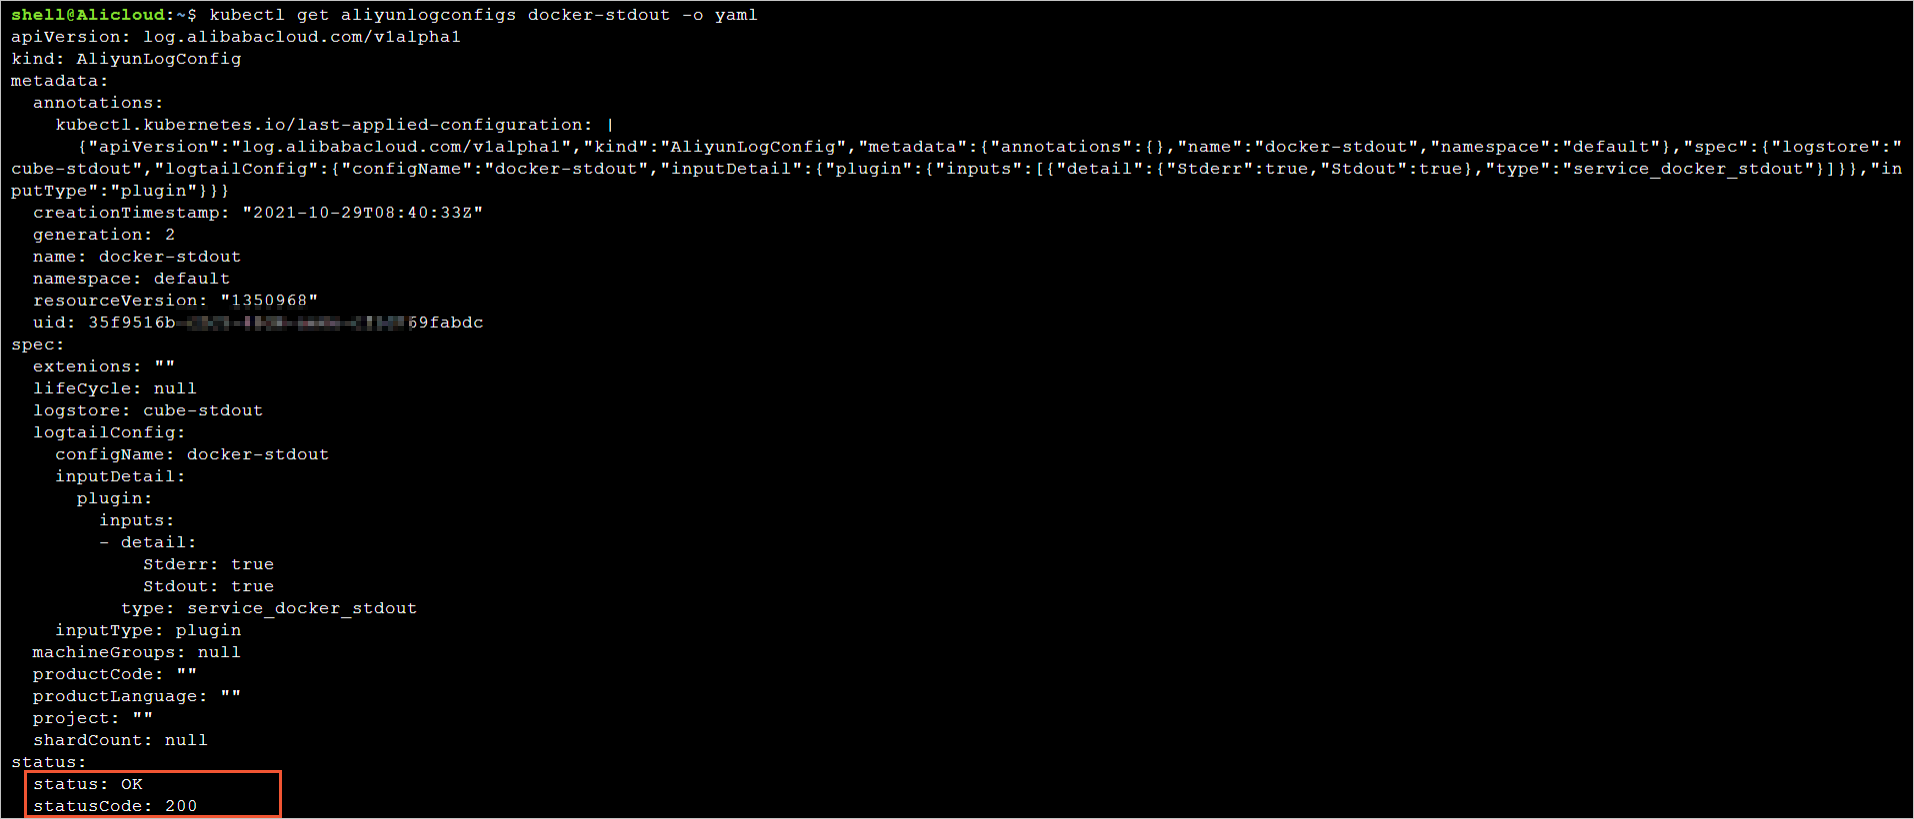 shell@Alicloud:~$ kubectl get aliyunlogconfigs docker-stdout -o yaml
apiVersion: log.alibabacloud.com/v1alpha1
kind: AliyunLogConfig
metadata:
  annotations:
    kubectl.kubernetes.io/last-applied-configuration: |
      {"apiVersion":"log.alibabacloud.com/v1alpha1","kind":"AliyunLogConfig","metadata":{"annotations":{},"name":"docker-stdout","namespace":"default"},"spec":{"logstore":"
cube-stdout","logtailConfig":{"configName":"docker-stdout","inputDetail":{"plugin":{"inputs":[{"detail":{"Stderr":true,"Stdout":true},"type":"service_docker_stdout"}]}},"in
putType":"plugin"}}}
  creationTimestamp: "2021-10-29T08:40:33Z"
  generation: 2
  name: docker-stdout
  namespace: default
  resourceVersion: "1350968"
  uid: 35f9516b 69fabdc
spec:
  extenions: ""
  lifeCycle: null
  logstore: cube-stdout
  logtailConfig:
    configName: docker-stdout
    inputDetail:
      plugin:
        inputs:
        - detail:
            Stderr: true
            Stdout: true
          type: service_docker_stdout
    inputType: plugin
  machineGroups: null
  productCode: ""
  productLanguage: ""
  project: ""
  shardCount: null
status:
  status: OK
  statusCode: 200